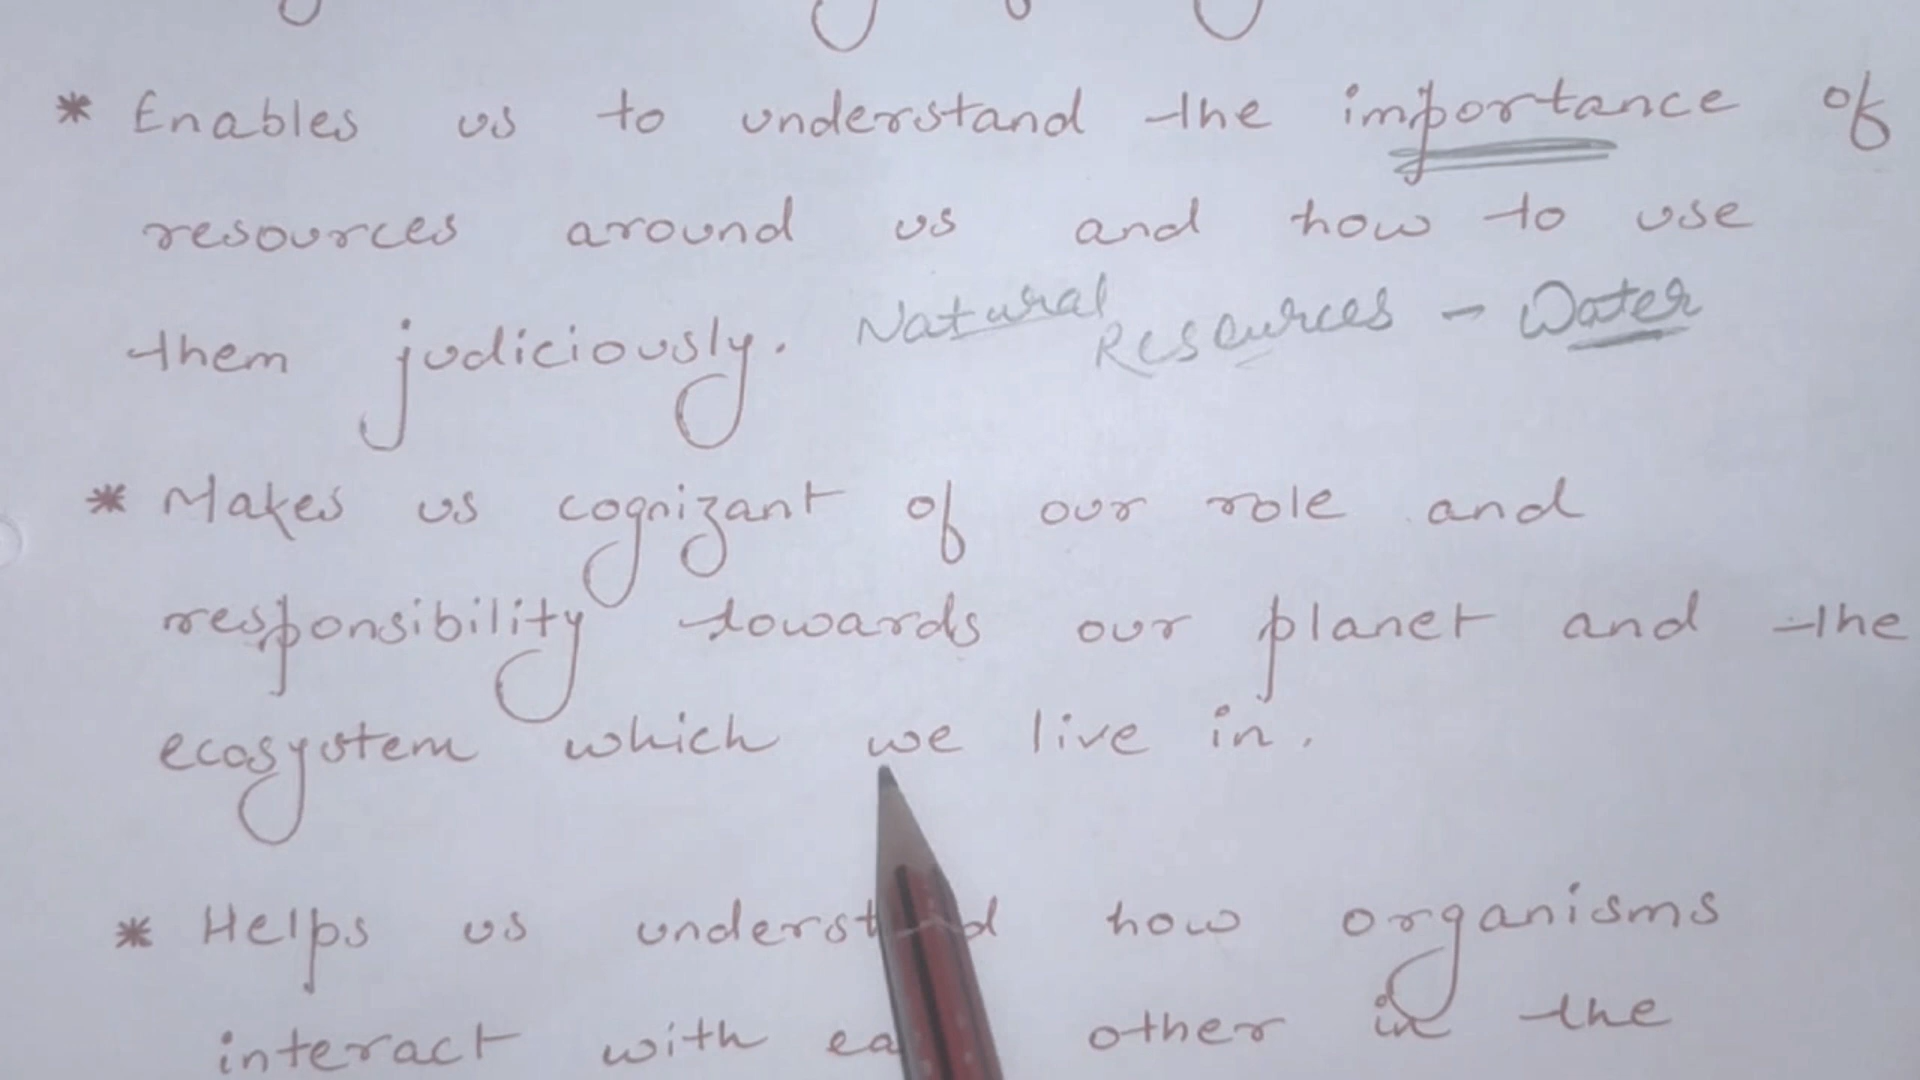 * Enables us to understand the importance of
resources around us and how to use
them judiciously. Natural Resources - Water
* Makes us cognizant of our role and
responsibility towards our planet and the
ecosystem which we live in.
* Helps us how organisms
interact with other in the